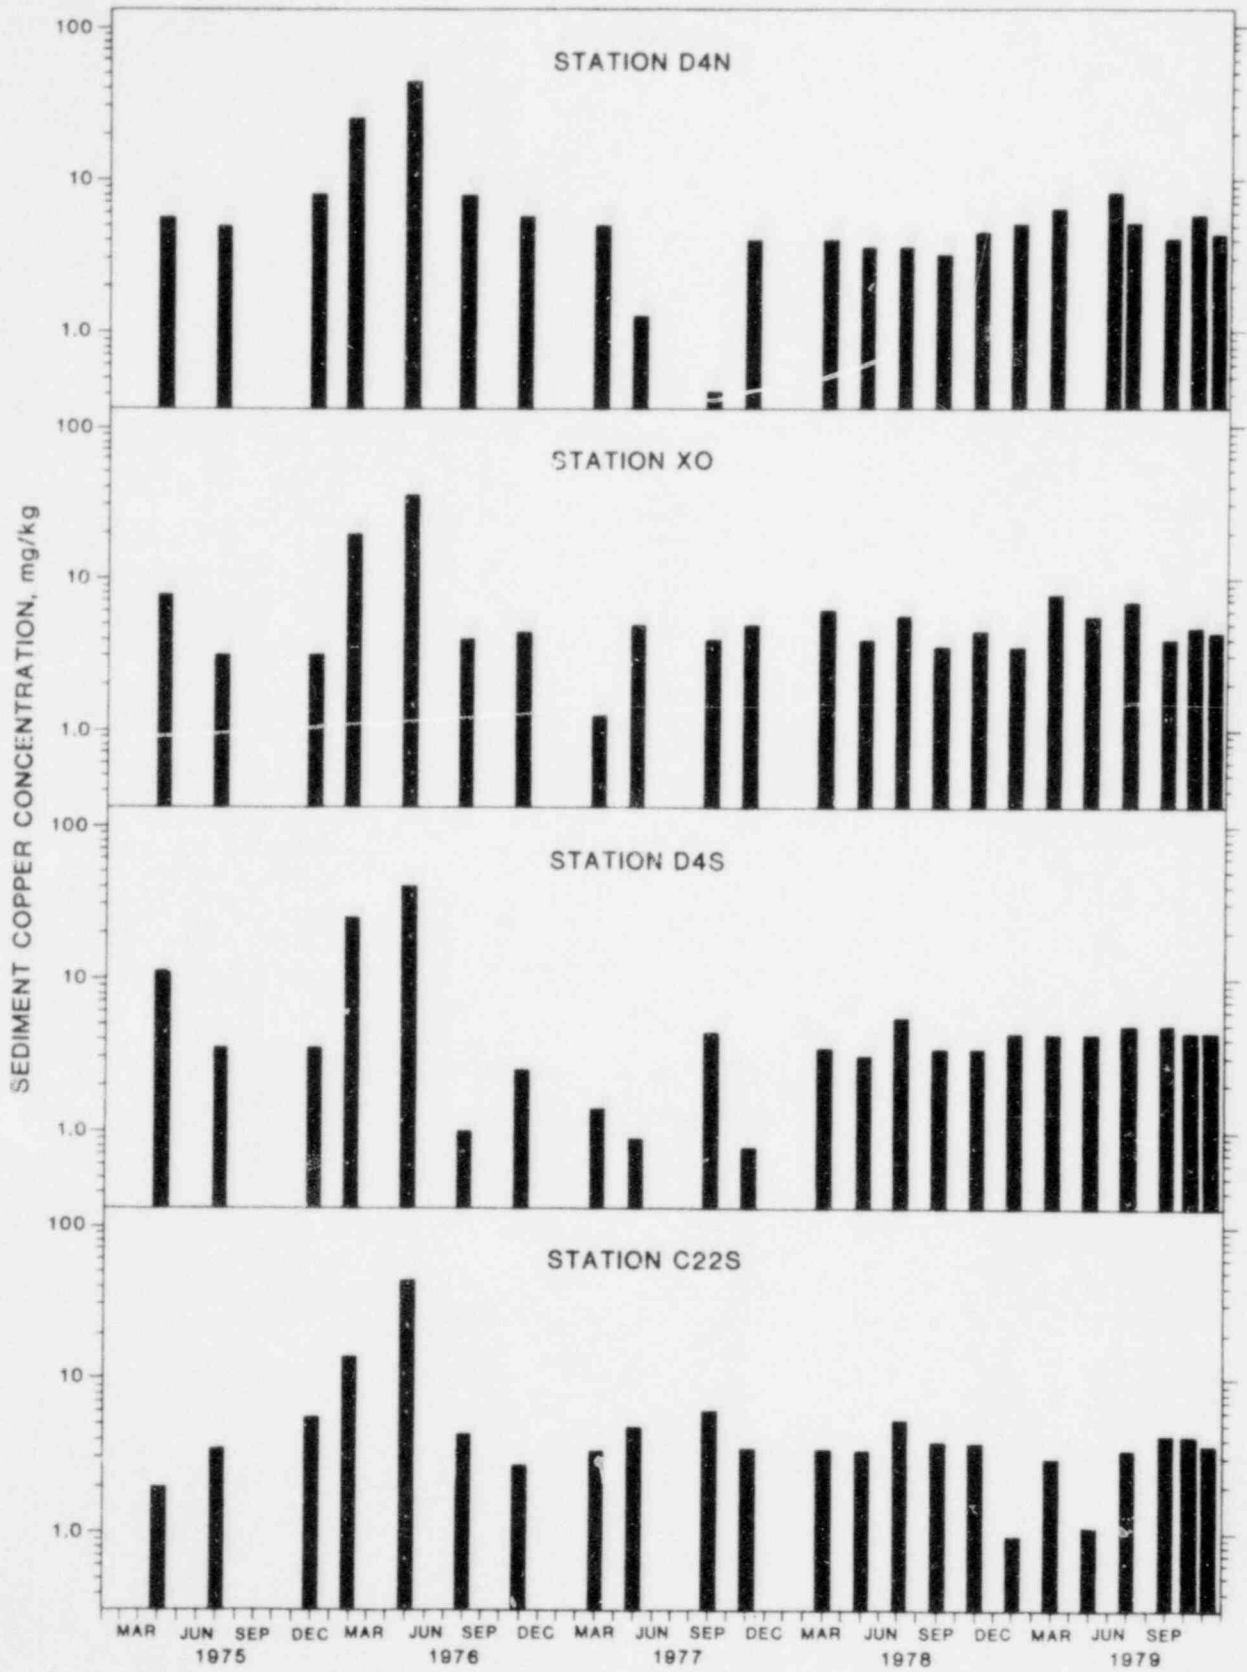 100
STATION D4N
10
1.0
100
STATION XO
10
1.0
100
STATION D4S
10
1.0
100
STATION C22S
10
1.0
SEDIMENT COPPER CONCENTRATION, mg/kg
MAR JUN SEP DEC MAR JUN SEP DEC MAR JUN SEP DEC MAR JUN SEP DEC MAR JUN SEP
1975 1976 1977 1978 1979